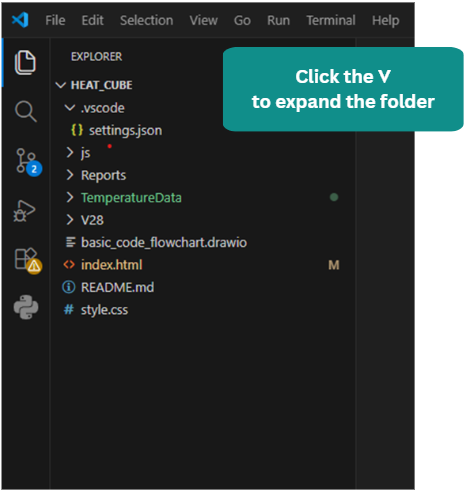 File Edit Selection View Go Run Terminal Help
EXPLORER
Click the V
to expand the folder
HEAT_CUBE
.vscode
{} settings.json
js
Reports
TemperatureData
V28
2
basic_code_flowchart.drawio
<> index.html M
README.md
# style.css